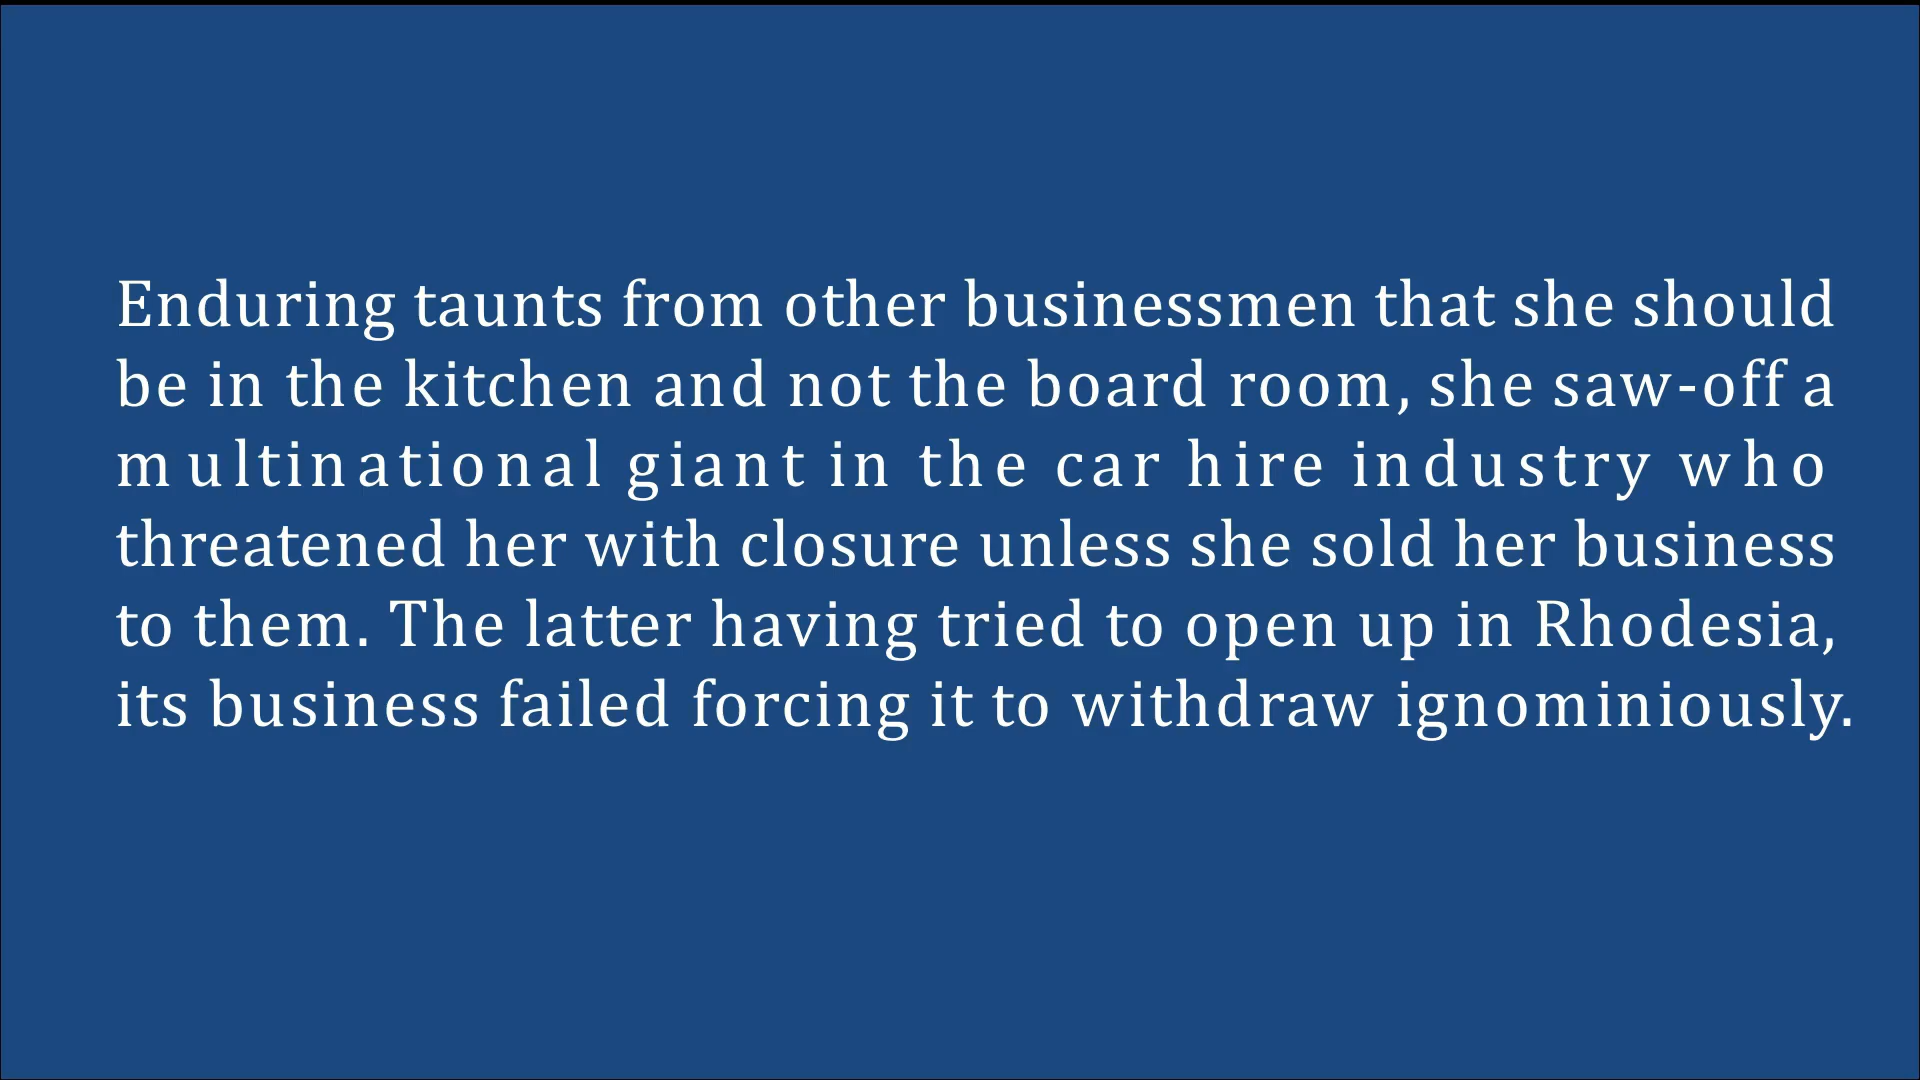 Enduring taunts from other businessmen that she should
be in the kitchen and not the board room, she saw-off a
multinational giant in the car hire industry who
threatened her with closure unless she sold her business
to them. The latter having tried to open up in Rhodesia,
its business failed forcing it to withdraw ignominiously.